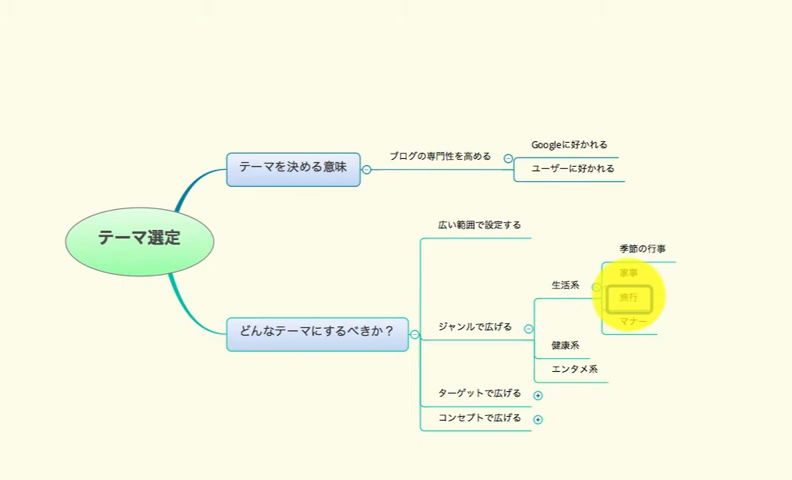 テーマ選定
テーマを決める意味
ブログの専門性を高める
Googleに好かれる
ユーザーに好かれる
どんなテーマにするべきか？
広い範囲で設定する
ジャンルで広げる
生活系
季節の行事
家事
旅行
マナー
健康系
エンタメ系
ターゲットで広げる
コンセプトで広げる